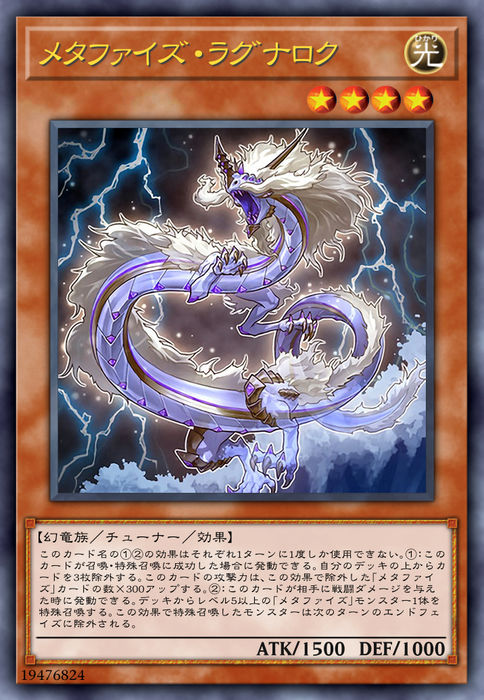 メタファイズ・ラグナロク
ひかり
光
【幻竜族／チューナー／効果】
このカード名の①②の効果はそれぞれ1ターンに1度しか使用できない。①：この
カードが召喚・特殊召喚に成功した場合に発動できる。自分のデッキの上からカー
ドを3枚除外する。このカードの攻撃力は、この効果で除外した「メタファイ
ズ」カードの数×300アップする。②：このカードが相手に戦闘ダメージを与え
た時に発動できる。デッキからレベル5以上の「メタファイズ」モンスター1体を
特殊召喚する。この効果で特殊召喚したモンスターは次のターンのエンドフェ
イズに除外される。
ATK/1500 DEF/1000
19476824